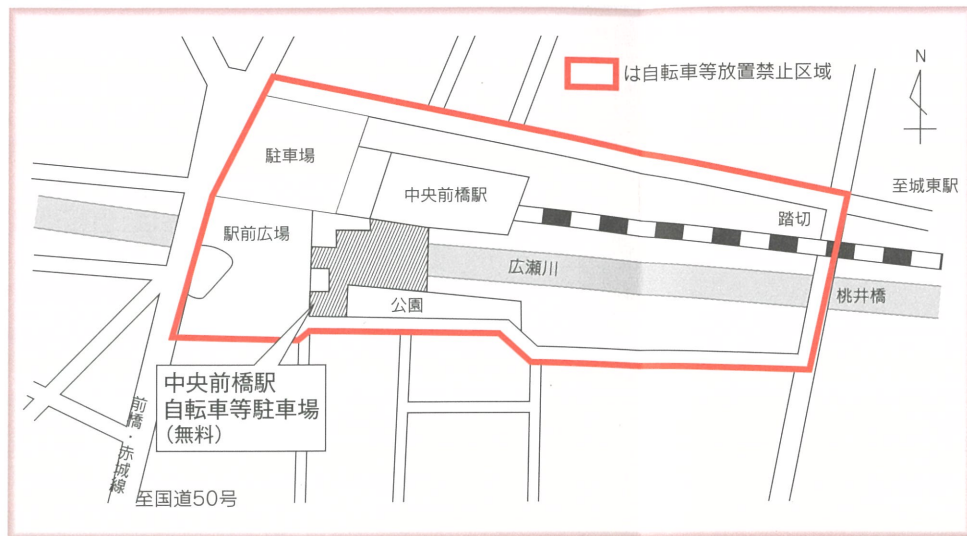 は自転車等放置禁止区域
N
駐車場
至城東駅
中央前橋駅
踏切
駅前広場
広瀬川
桃井橋
公園
中央前橋駅
自転車等駐車場
(無料)
前橋・赤城線
至国道50号